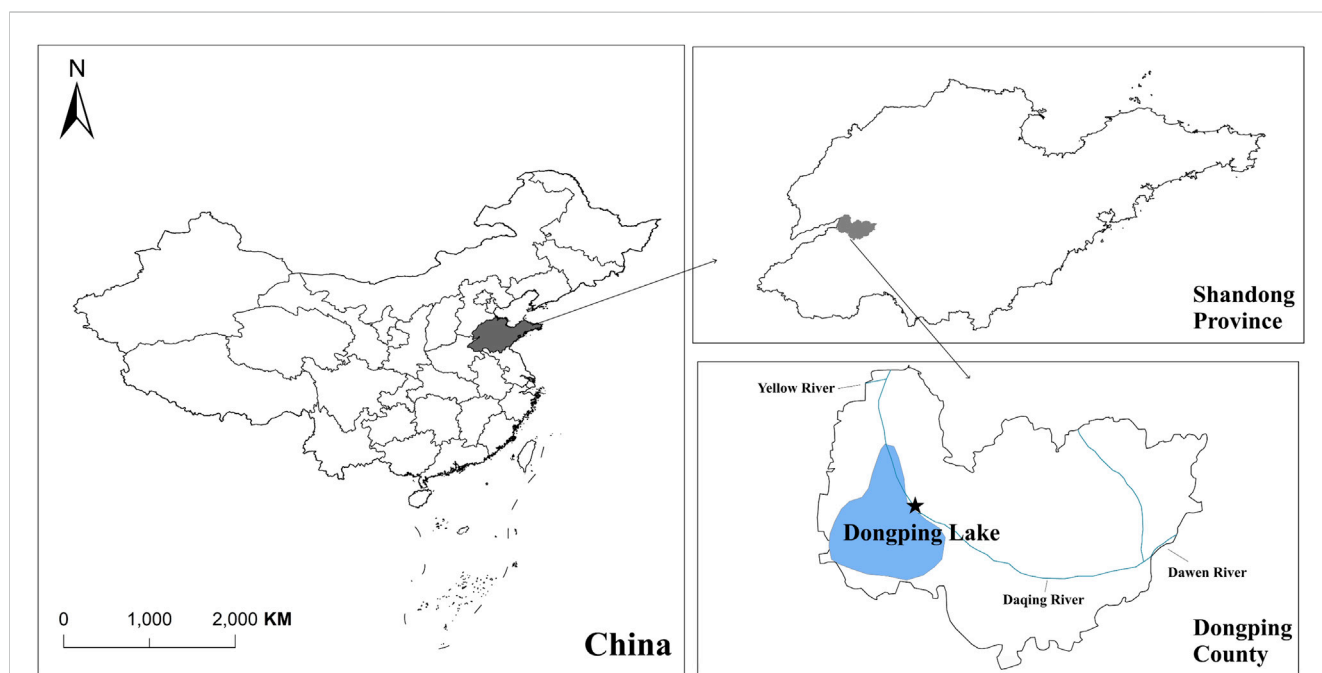 N
0 1,000 2,000 KM
China
Shandong
Province
Yellow River
Dongping Lake
Dawen River
Daqing River
Dongping
County